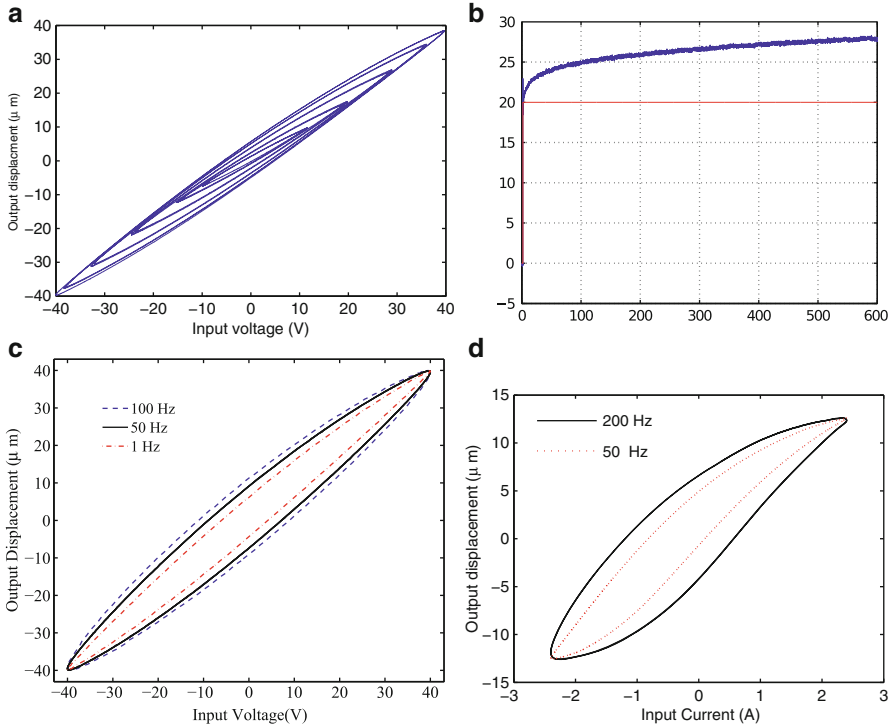 a
Output displacment (μ m)
40
30
20
10
0
−10
−20
−30
−40
−40 −30 −20 −10 0 10 20 30 40
Input voltage (V)
b
30
25
20
15
10
5
0
−5
0 100 200 300 400 500 600
c
Output Displacement (μ m)
40
30
20
10
0
−10
−20
−30
−40
100 Hz
50 Hz
1 Hz
−40 −30 −20 −10 0 10 20 30 40
Input Voltage(V)
d
Output displacement (μ m)
15
10
5
0
−5
−10
−15
200 Hz
50 Hz
−3 −2 −1 0 1 2 3
Input Current (A)